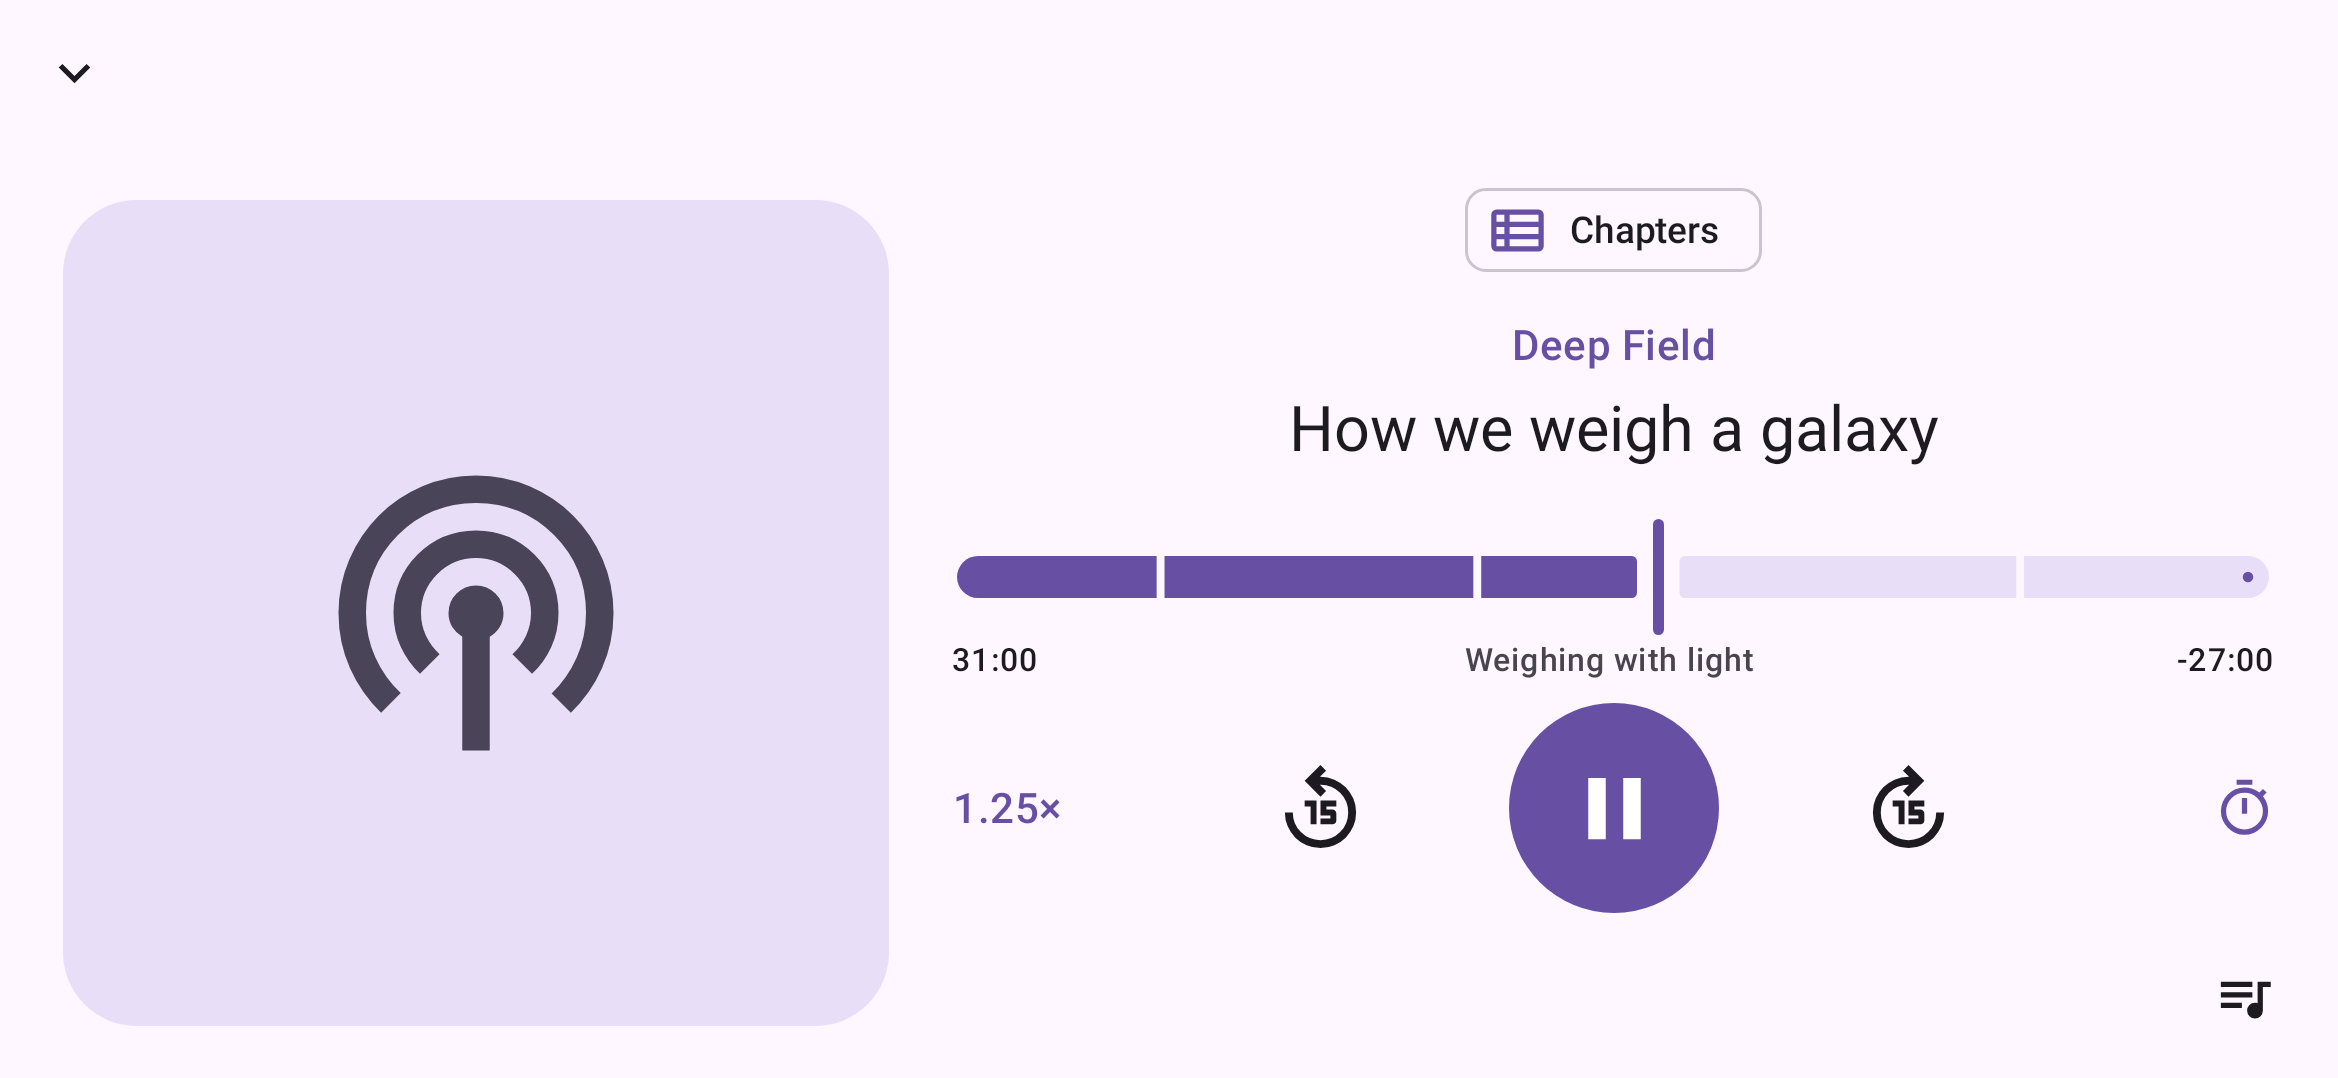 Chapters
Deep Field
How we weigh a galaxy
31:00
Weighing with light
-27:00
1.25×
15
15